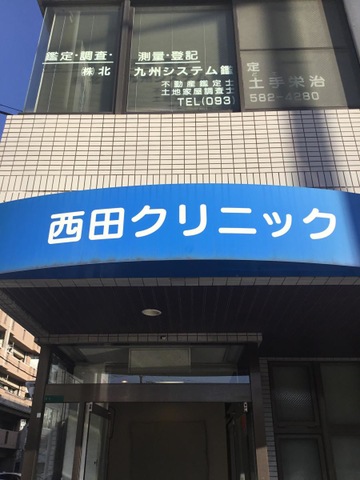 鑑定・調査・測量・登記
㈱北九州システム鑑定
不動産鑑定士
土地家屋調査士 土手栄治
TEL(093)582-4280
西田クリニック